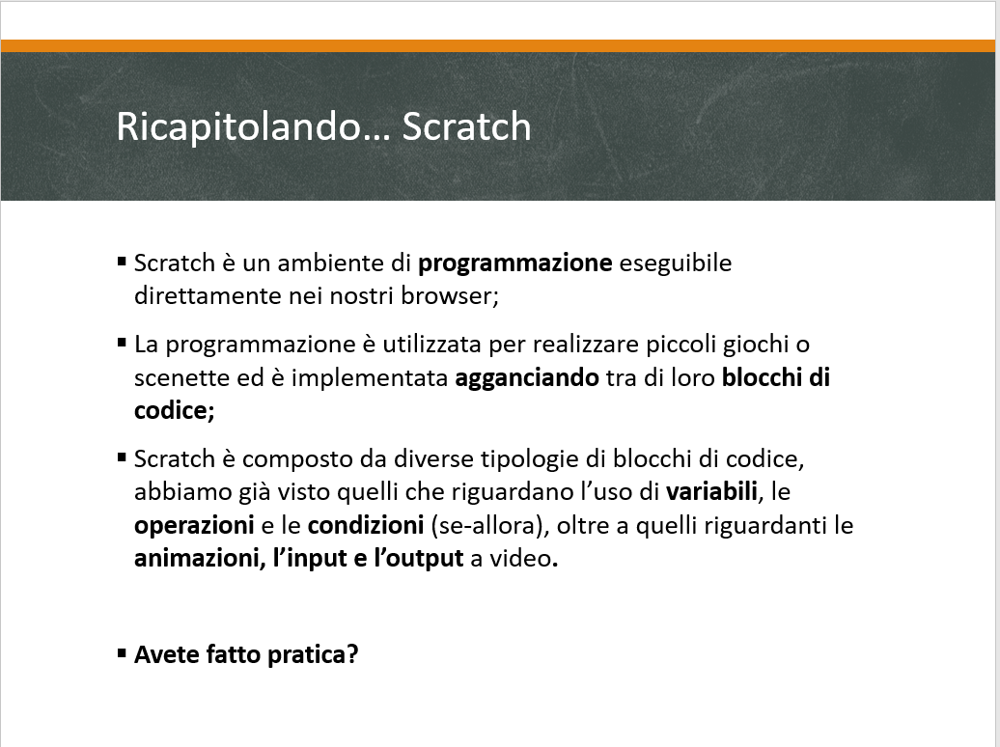 Ricapitolando… Scratch
▪ Scratch è un ambiente di programmazione eseguibile
direttamente nei nostri browser;
▪ La programmazione è utilizzata per realizzare piccoli giochi o
scenette ed è implementata agganciando tra di loro blocchi di
codice;
▪ Scratch è composto da diverse tipologie di blocchi di codice,
abbiamo già visto quelli che riguardano l’uso di variabili, le
operazioni e le condizioni (se-allora), oltre a quelli riguardanti le
animazioni, l’input e l’output a video.
▪ Avete fatto pratica?